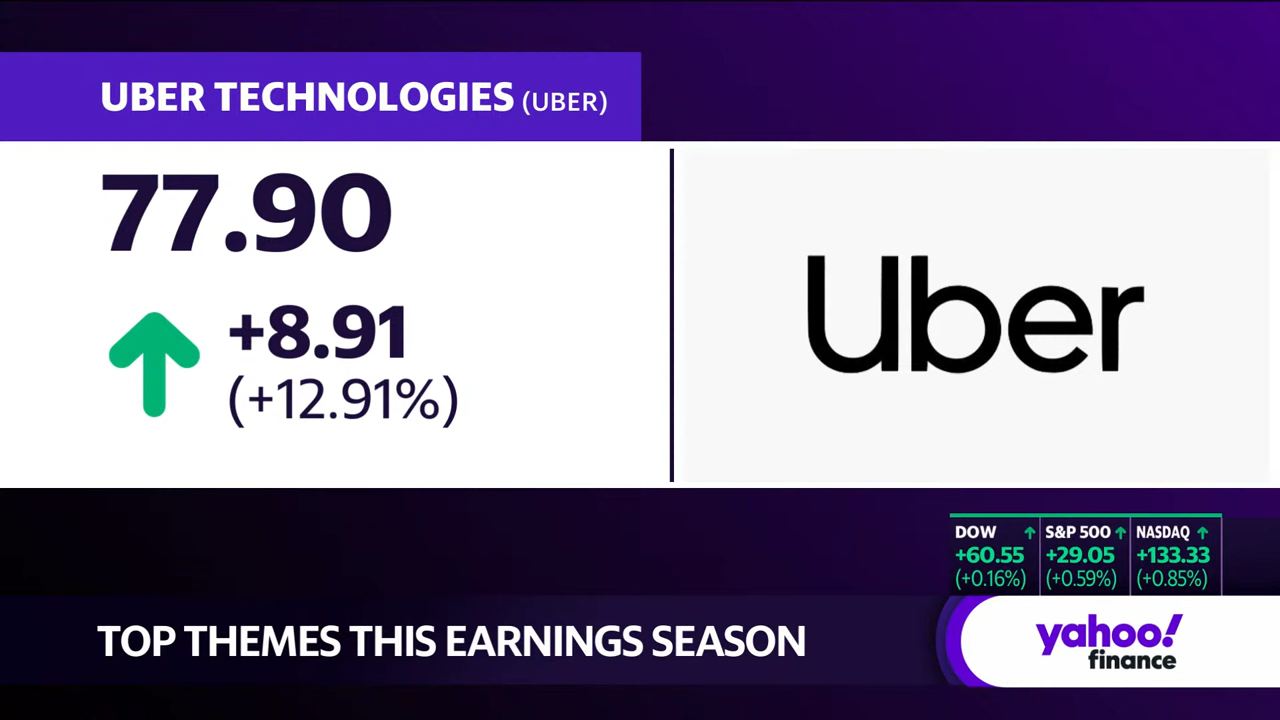 UBER TECHNOLOGIES (UBER)
77.90
+8.91
(+12.91%)
Uber
DOW
+60.55
(+0.16%)
S&P 500
+29.05
(+0.59%)
NASDAQ
+133.33
(+0.85%)
TOP THEMES THIS EARNINGS SEASON
yahoo!
finance